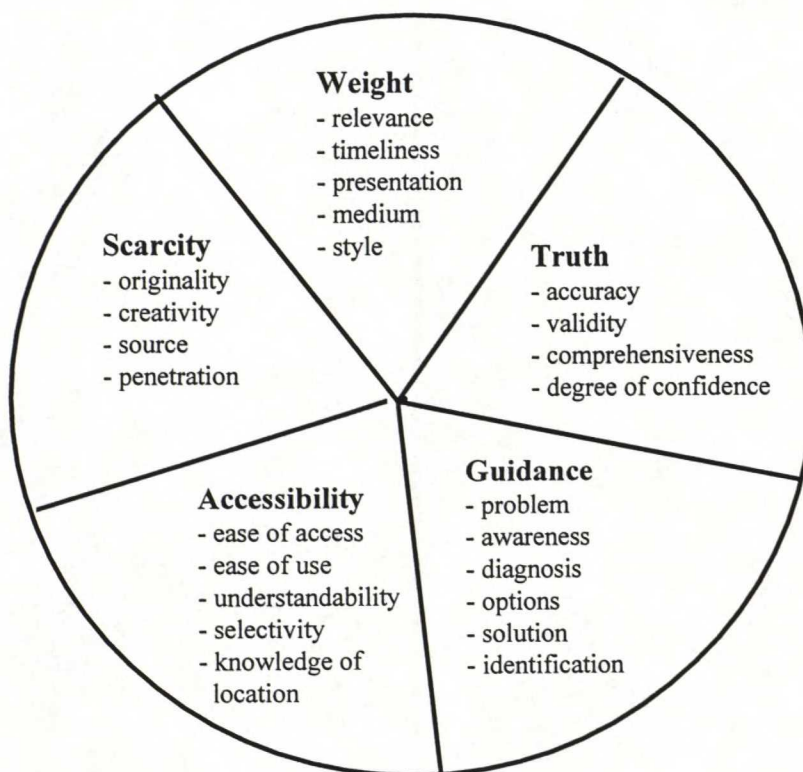 Weight
- relevance
- timeliness
- presentation
- medium
- style
Scarcity
- originality
- creativity
- source
- penetration
Truth
- accuracy
- validity
- comprehensiveness
- degree of confidence
Accessibility
- ease of access
- ease of use
- understandability
- selectivity
- knowledge of
location
Guidance
- problem
- awareness
- diagnosis
- options
- solution
- identification